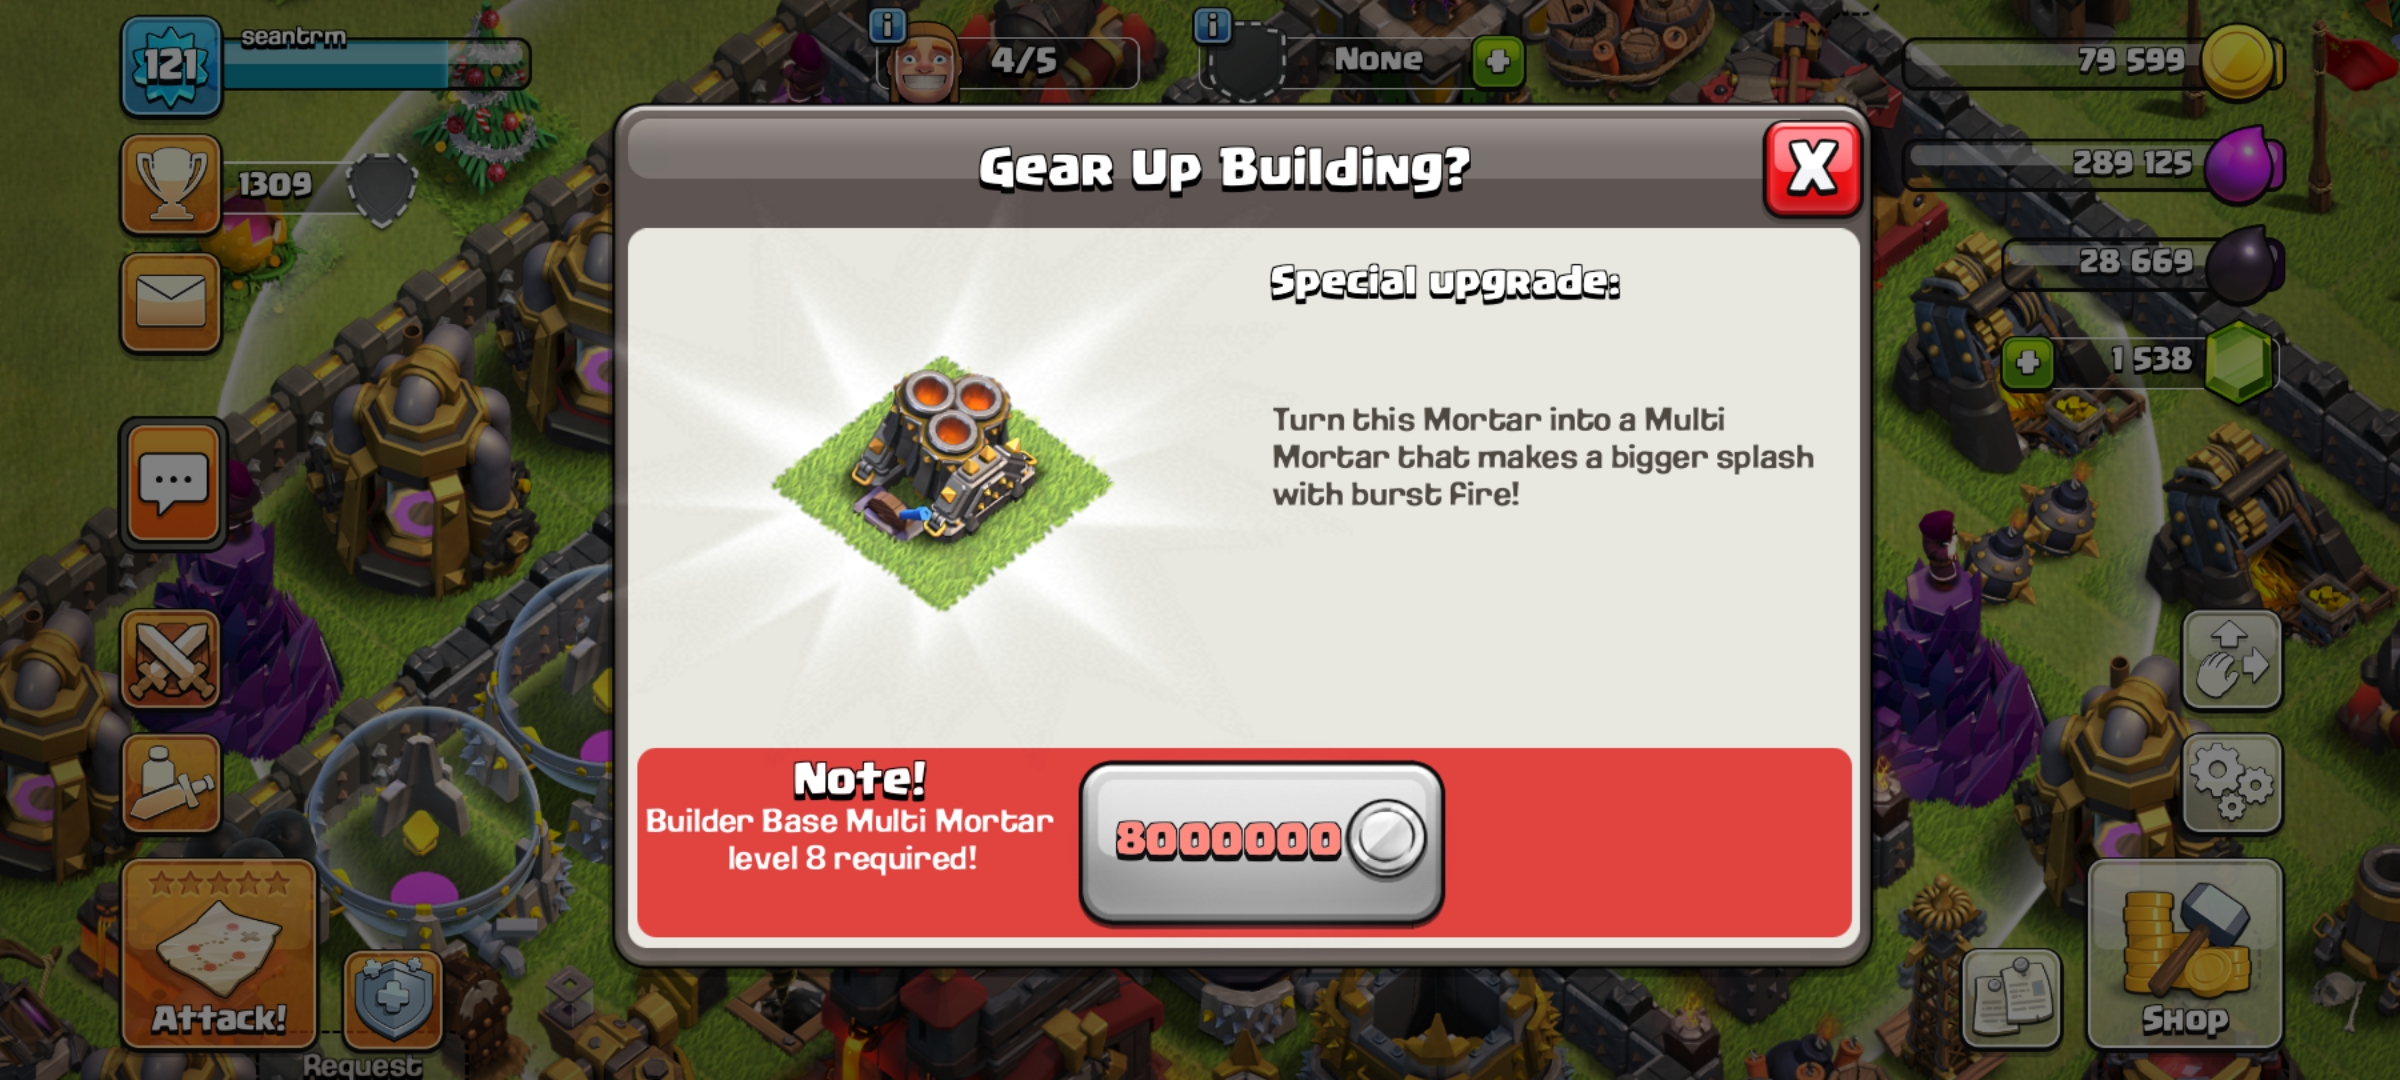 121
seantrm
i
4/5
i
None
79 599
1309
289 125
28 669
1 538
Gear Up Building?
X
Special upgrade:
Turn this Mortar into a Multi
Mortar that makes a bigger splash
with burst fire!
Note!
Builder Base Multi Mortar
level 8 required!
8000000
Attack!
Request
Shop